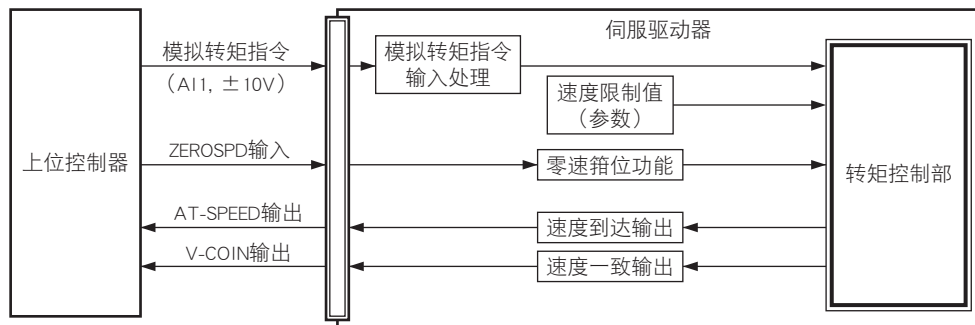 伺服驱动器
模拟转矩指令
(AI1, ±10V)
模拟转矩指令
输入处理
速度限制值
(参数)
上位控制器
ZEROSPD输入
零速箝位功能
转矩控制部
AT-SPEED输出
速度到达输出
V-COIN输出
速度一致输出